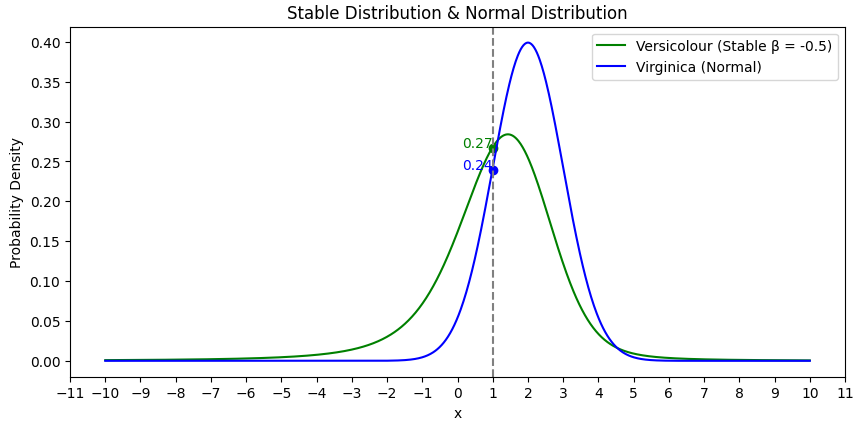 Stable Distribution & Normal Distribution
Versicolour (Stable β = -0.5)
Virginica (Normal)
Probability Density
0.40
0.35
0.30
0.25
0.20
0.15
0.10
0.05
0.00
0.27
0.24
−11 −10 −9 −8 −7 −6 −5 −4 −3 −2 −1 0 1 2 3 4 5 6 7 8 9 10 11
x